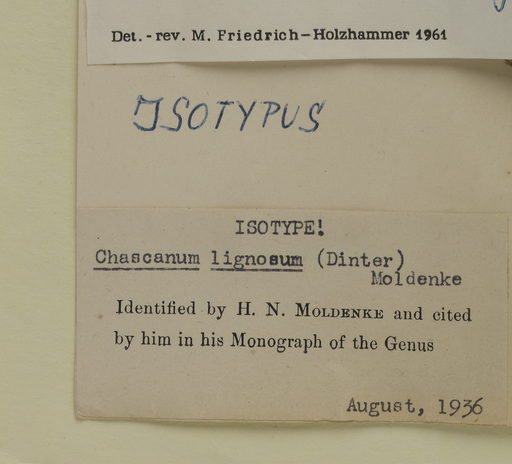 Det. - rev. M. Friedrich-Holzhammer 1961
ISOTYPUS
ISOTYPE!
Chascanum lignosum (Dinter)
Moldenke
Identified by H. N. MOLDENKE and cited
by him in his Monograph of the Genus
August, 1936